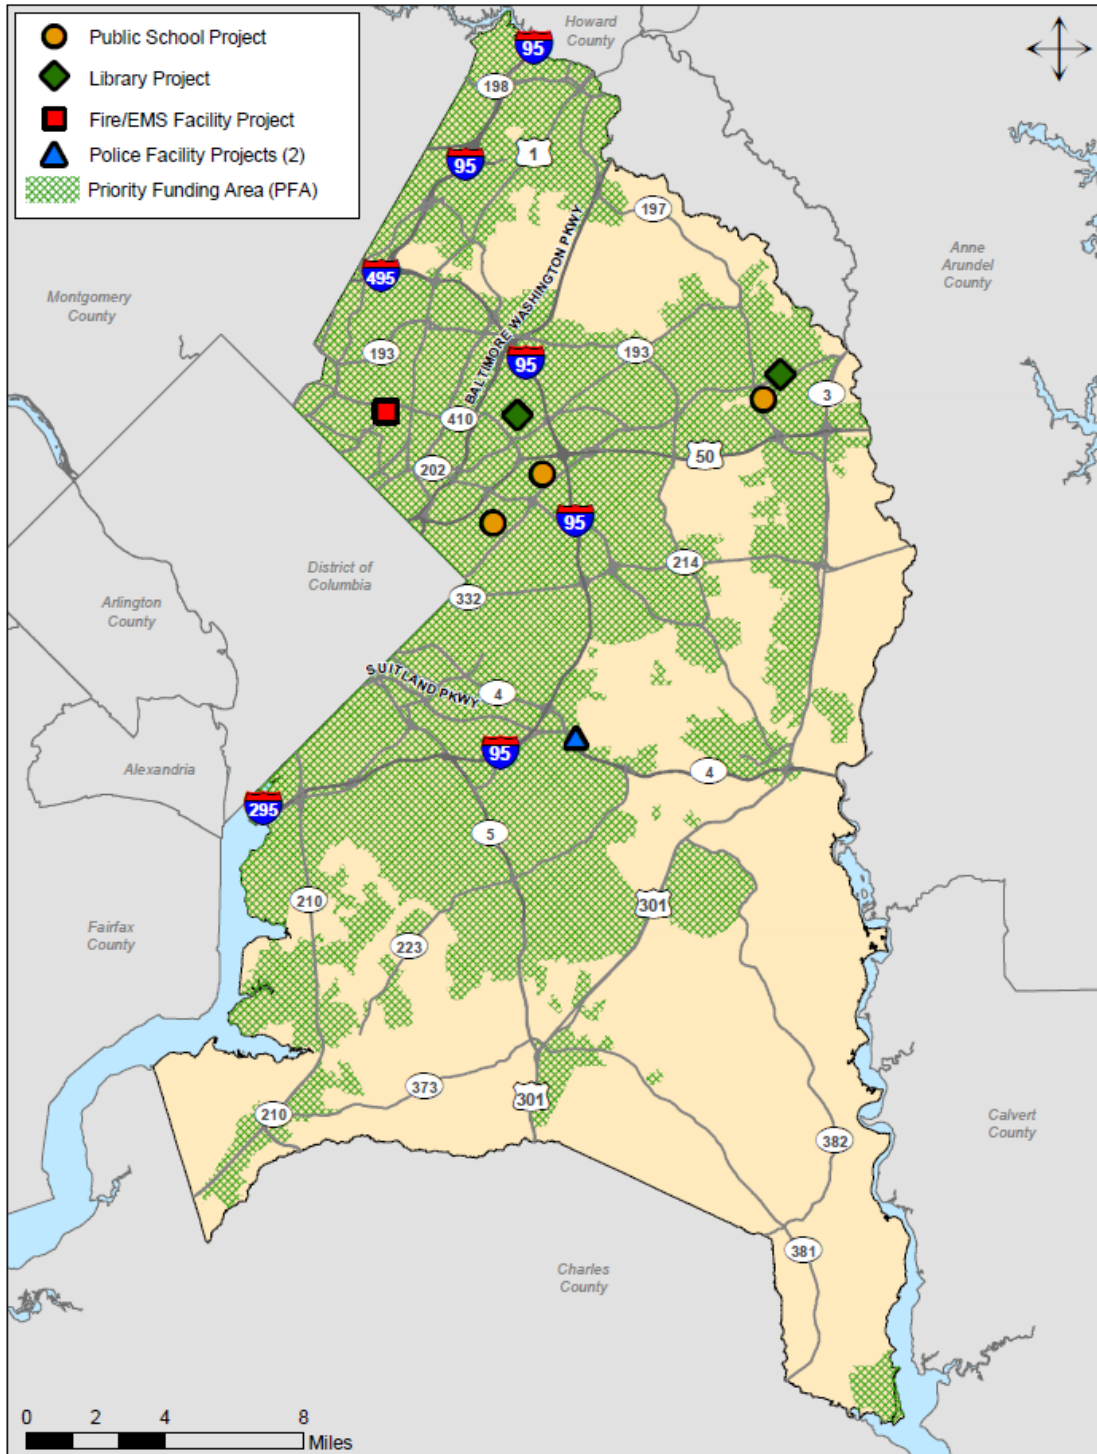 Public School Project
Library Project
Fire/EMS Facility Project
Police Facility Projects (2)
Priority Funding Area (PFA)
Howard
County
95
198
95
1
197
Anne
Arundel
County
495
Montgomery
County
BALTIMORE WASHINGTON PKWY
193
95
193
3
410
202
50
95
District of
Columbia
214
332
Arlington
County
SUITLAND PKWY
4
95
4
Alexandria
295
5
210
301
Fairfax
County
223
373
301
210
Calvert
County
382
381
Charles
County
0 2 4 8
Miles